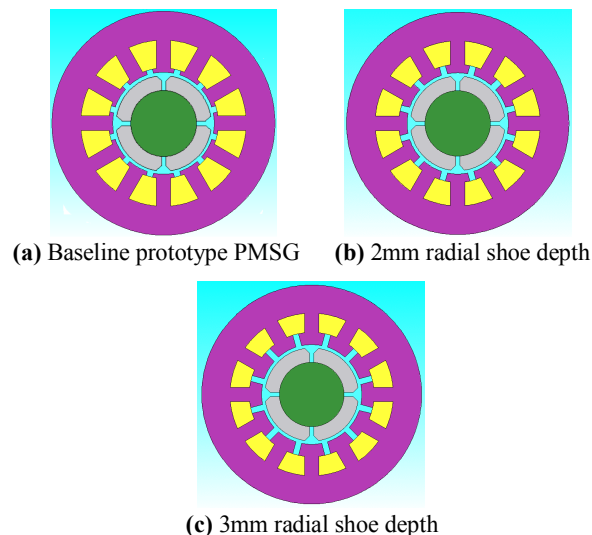 (a) Baseline prototype PMSG
(b) 2mm radial shoe depth
(c) 3mm radial shoe depth